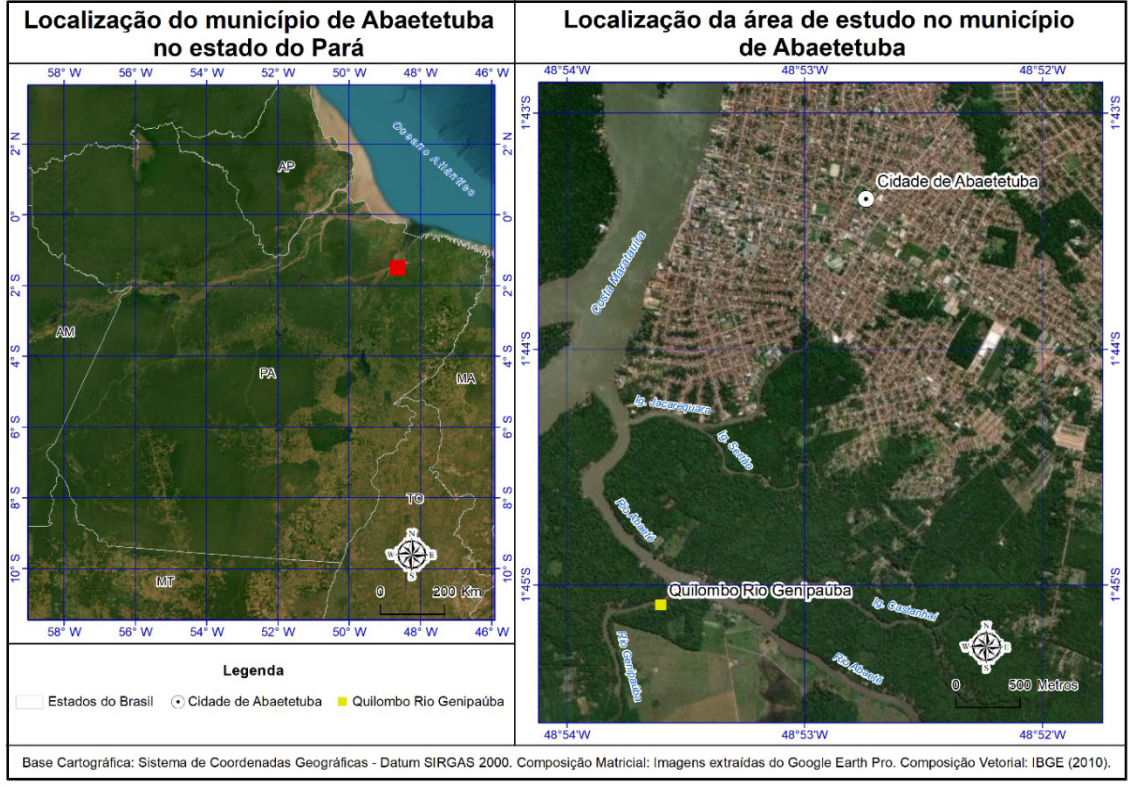 Localização do município de Abaetetuba
no estado do Pará
58° W 56° W 54° W 52° W 50° W 48° W 46° W
2° N 0° 2° S 4° S 6° S 8° S 10° S
2° N 0° 2° S 4° S 6° S 8° S 10° S
AP
Oceano Atlântico
AM
PA
MA
TO
MT
N
W E
S
0 200 Km
58° W 56° W 54° W 52° W 50° W 48° W 46° W
Legenda
Estados do Brasil Cidade de Abaetetuba Quilombo Rio Genipaúba
Localização da área de estudo no município
de Abaetetuba
48°54'W 48°53'W 48°52'W
1°43'S 1°44'S 1°45'S
1°43'S 1°44'S 1°45'S
Cidade de Abaetetuba
Costa Maratauira
Ig. Jacarequara
Ig. Sertão
Rio Abaeté
Quilombo Rio Genipaúba
Ig. Castanhal
Rio Genipaúba
Rio Abaeté
N
W E
S
0 500 Metros
48°54'W 48°53'W 48°52'W
Base Cartográfica: Sistema de Coordenadas Geográficas - Datum SIRGAS 2000. Composição Matricial: Imagens extraídas do Google Earth Pro. Composição Vetorial: IBGE (2010).